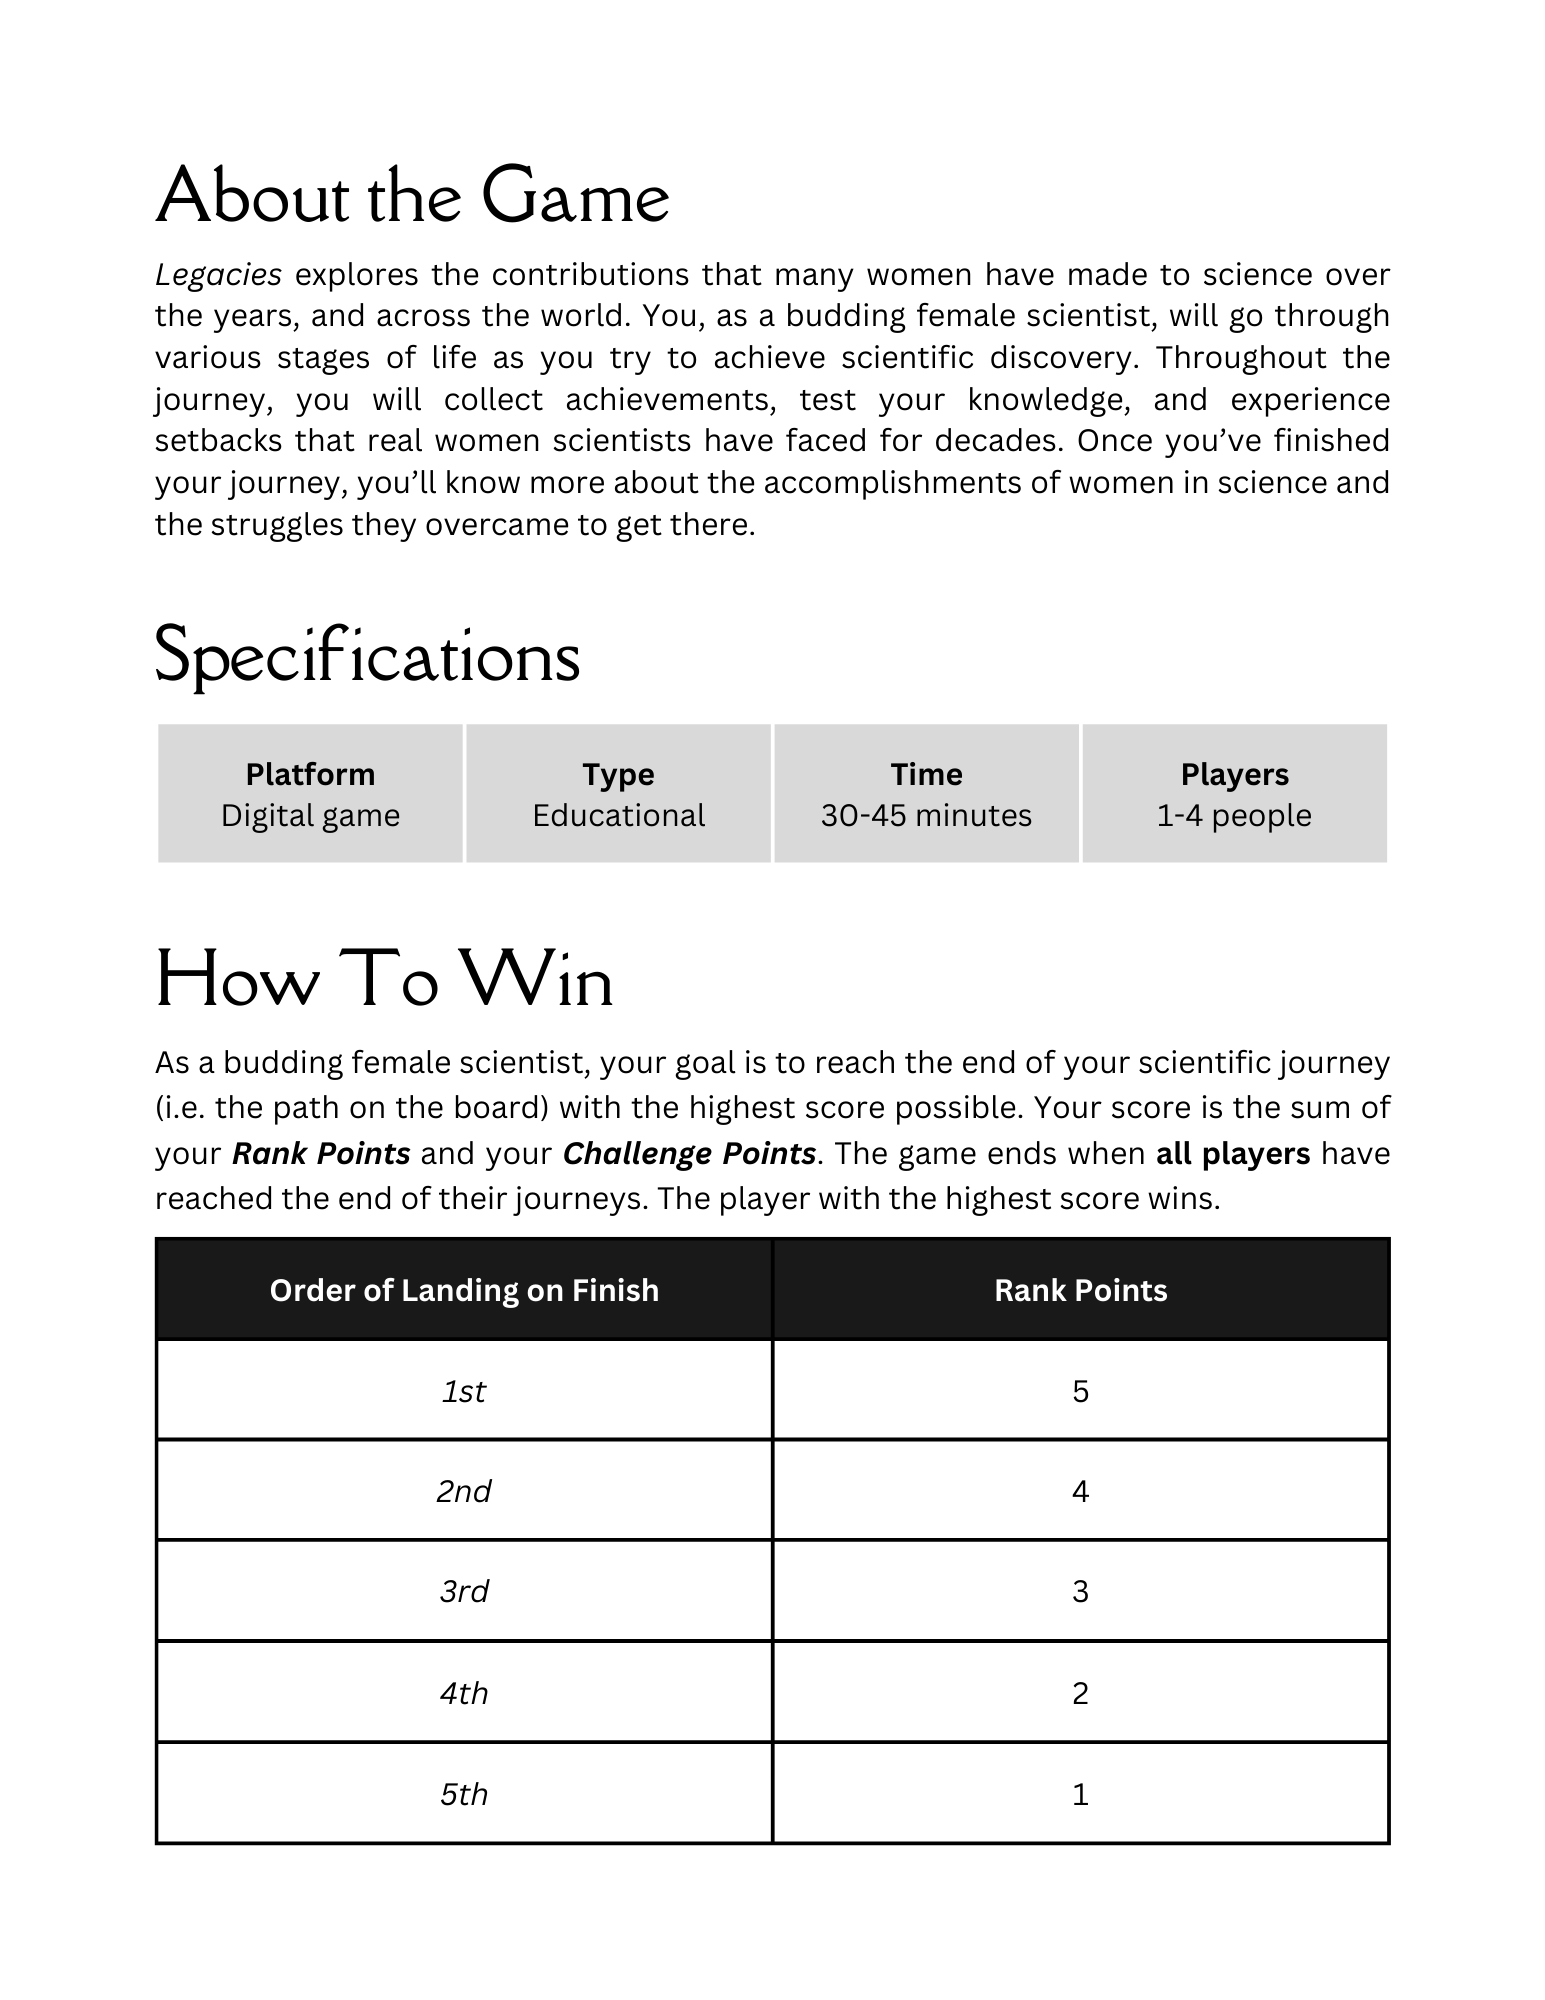 About the Game
Legacies explores the contributions that many women have made to science over
the years, and across the world. You, as a budding female scientist, will go through
various stages of life as you try to achieve scientific discovery. Throughout the
journey, you will collect achievements, test your knowledge, and experience
setbacks that real women scientists have faced for decades. Once you’ve finished
your journey, you’ll know more about the accomplishments of women in science and
the struggles they overcame to get there.
Specifications
Platform
Digital game
Type
Educational
Time
30-45 minutes
Players
1-4 people
How To Win
As a budding female scientist, your goal is to reach the end of your scientific journey
(i.e. the path on the board) with the highest score possible. Your score is the sum of
your Rank Points and your Challenge Points. The game ends when all players have
reached the end of their journeys. The player with the highest score wins.
Order of Landing on Finish Rank Points
1st 5
2nd 4
3rd 3
4th 2
5th 1